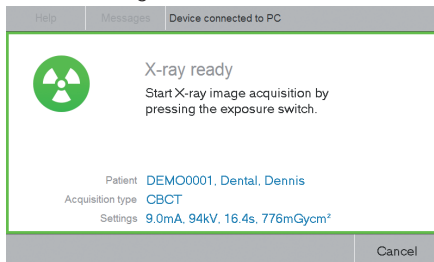 Help Messages Device connected to PC
X-ray ready
Start X-ray image acquisition by
pressing the exposure switch.
Patient DEMO0001, Dental, Dennis
Acquisition type CBCT
Settings 9.0mA, 94kV, 16.4s, 776mGycm²
Cancel